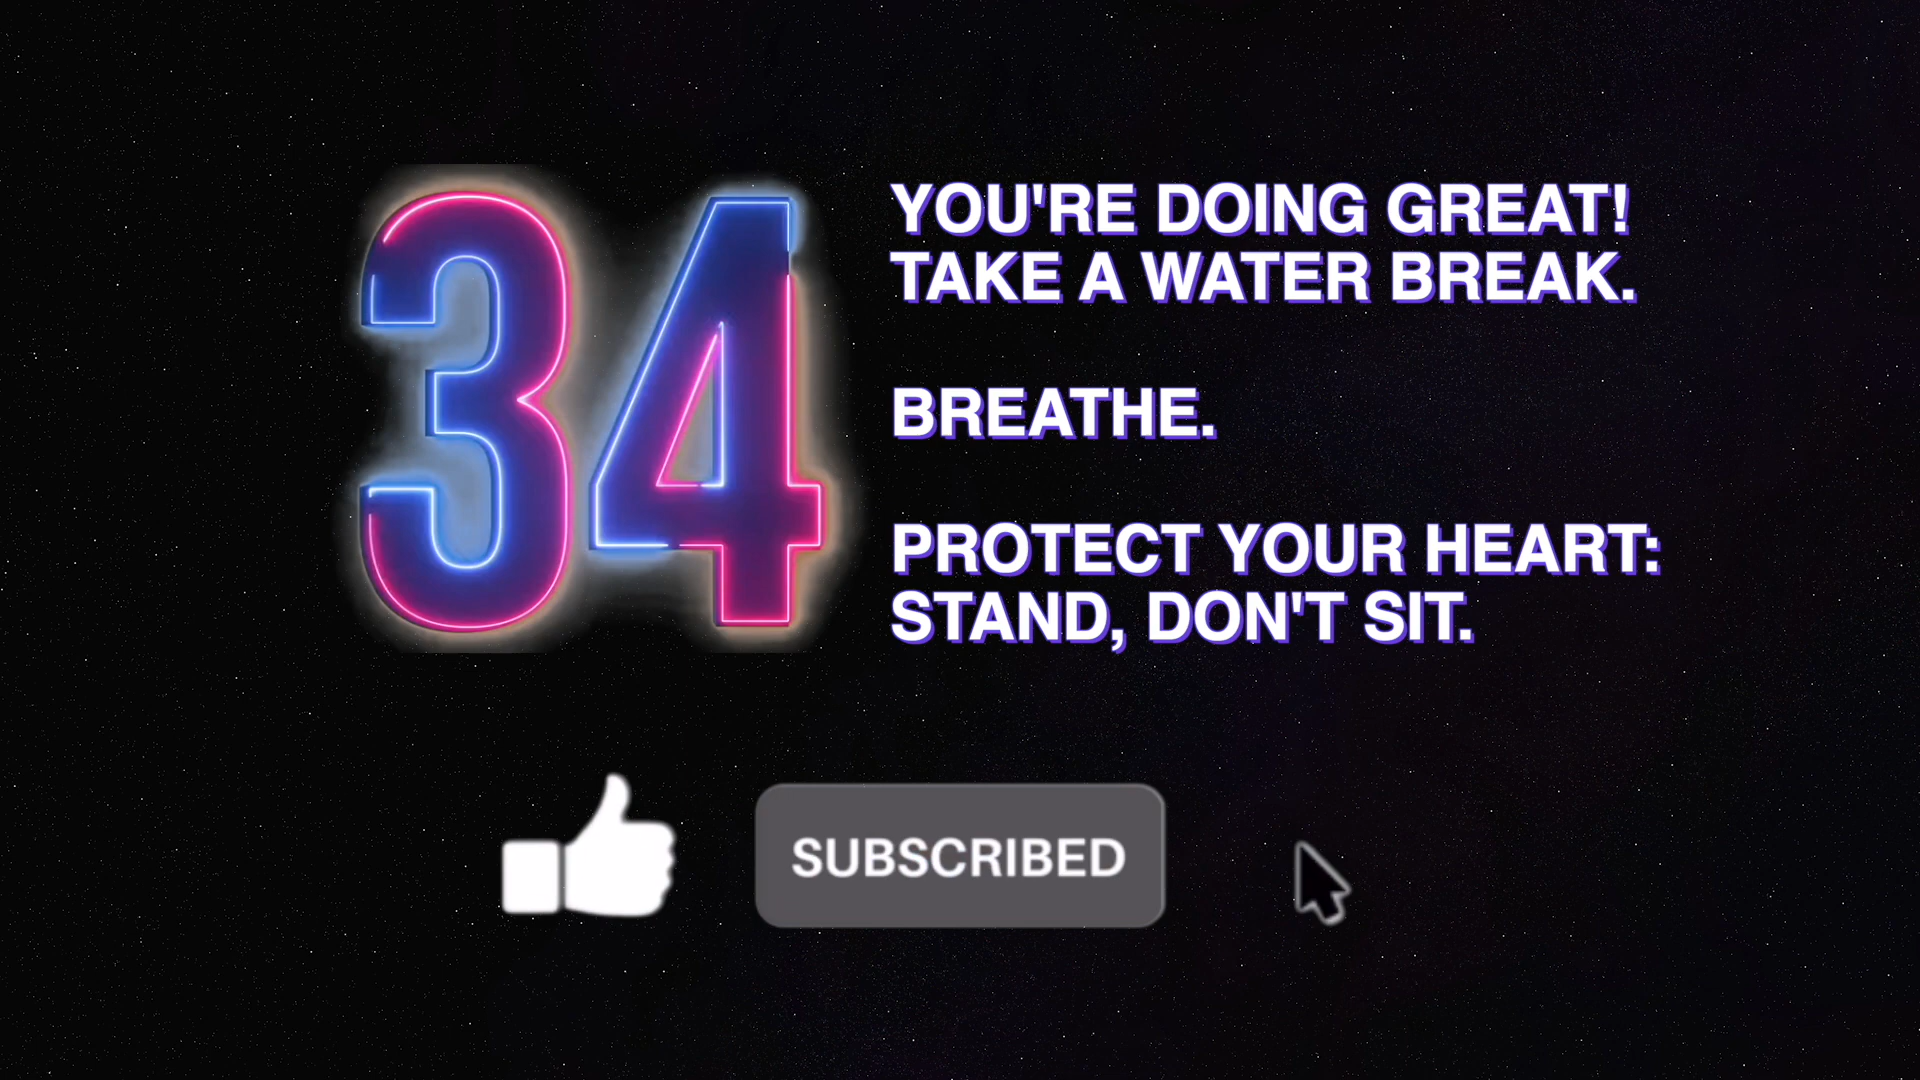 34
YOU'RE DOING GREAT!
TAKE A WATER BREAK.
BREATHE.
PROTECT YOUR HEART:
STAND, DON'T SIT.
SUBSCRIBED